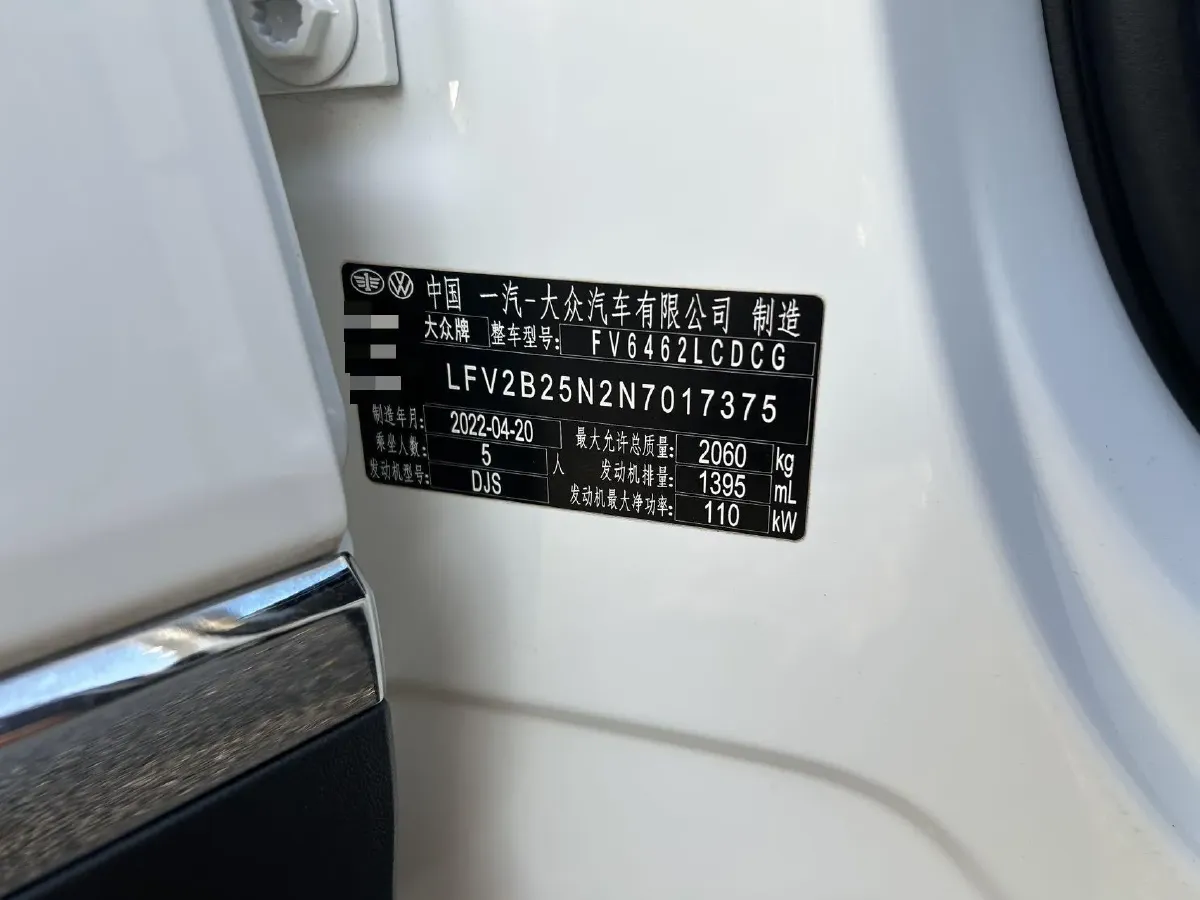 中国 一汽-大众汽车有限公司 制造
大众牌 整车型号: FV6462LCDCG
LFV2B25N2N7017375
制造年月: 2022-04-20 最大允许总质量: 2060 kg
乘坐人数: 5 人 发动机排量: 1395 mL
发动机型号: DJS 发动机最大净功率: 110 kW